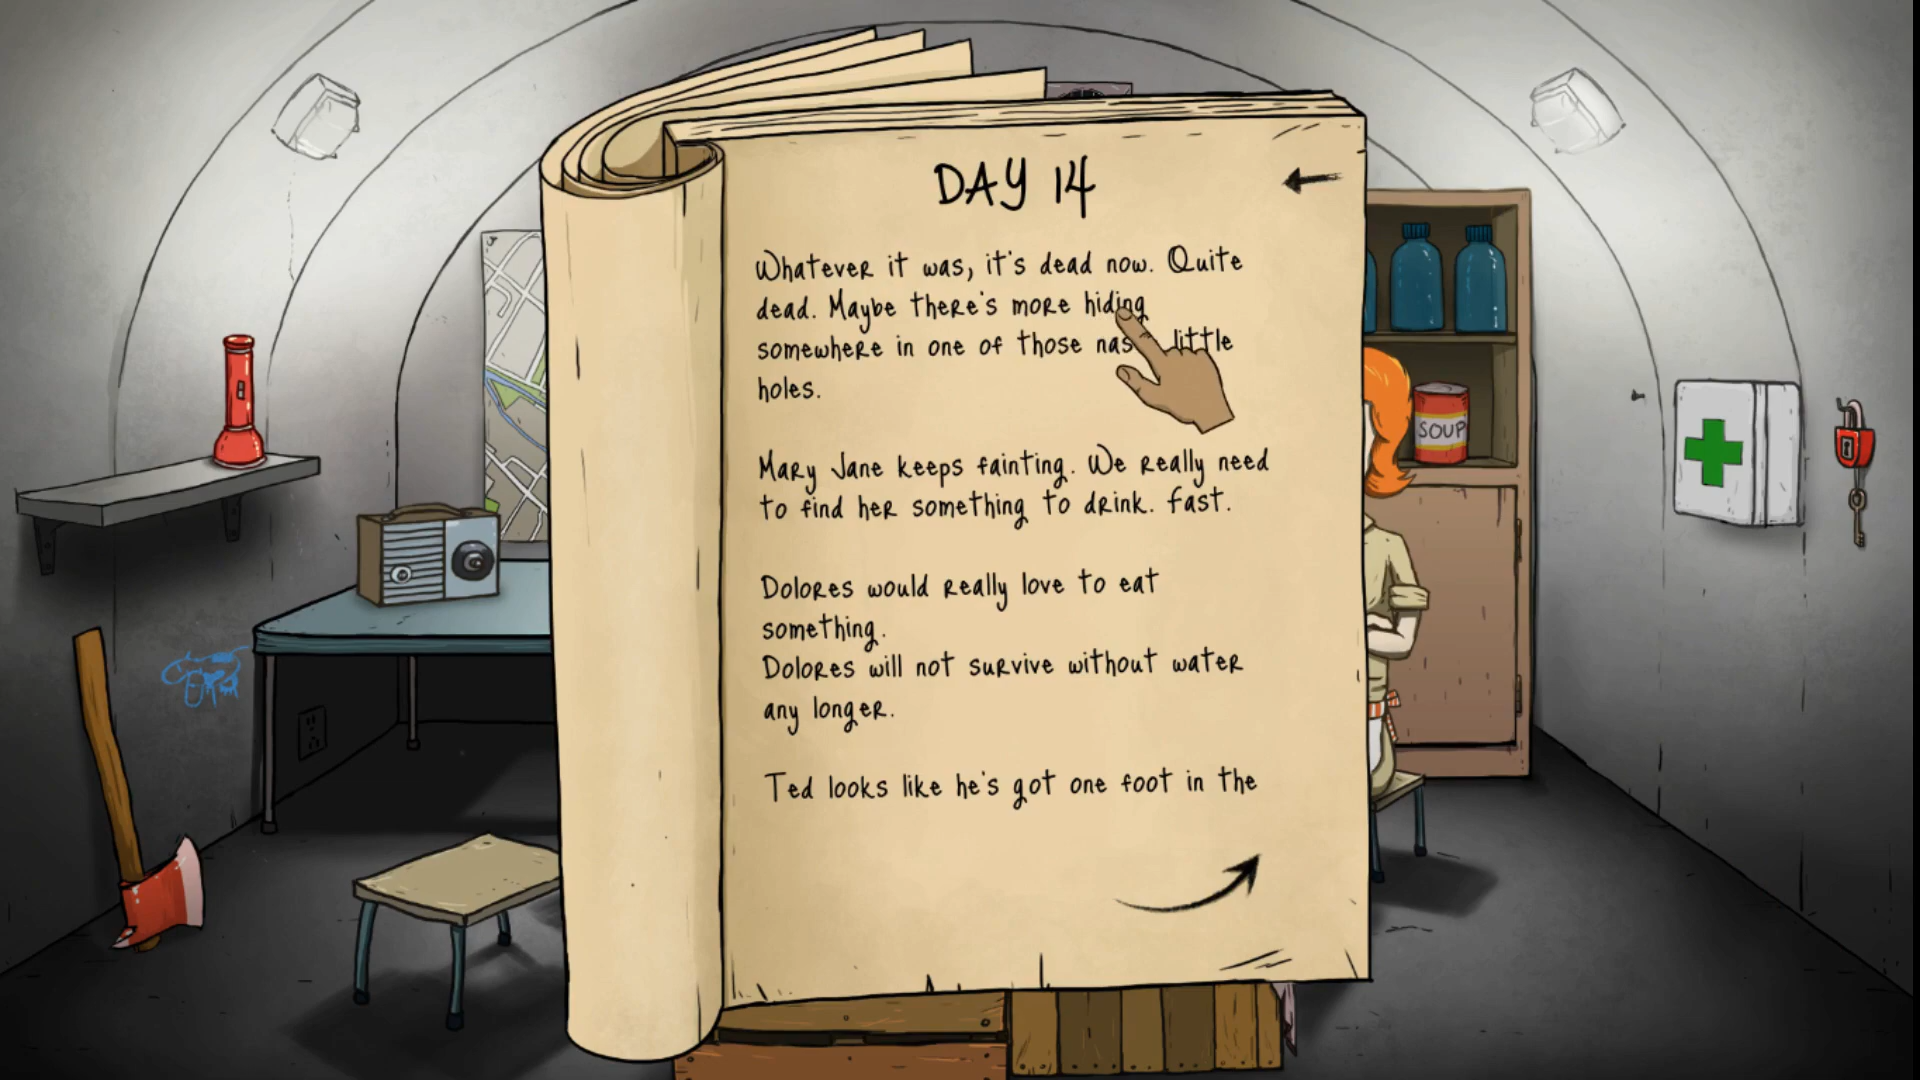 DAY 14
Whatever it was, it's dead now. Quite
dead. Maybe there's more hiding
somewhere in one of those little
holes.
Mary Jane keeps fainting. We really need
to find her something to drink. Fast.
Dolores would really love to eat
something.
Dolores will not survive without water
any longer.
Ted looks like he's got one foot in the
SOUP